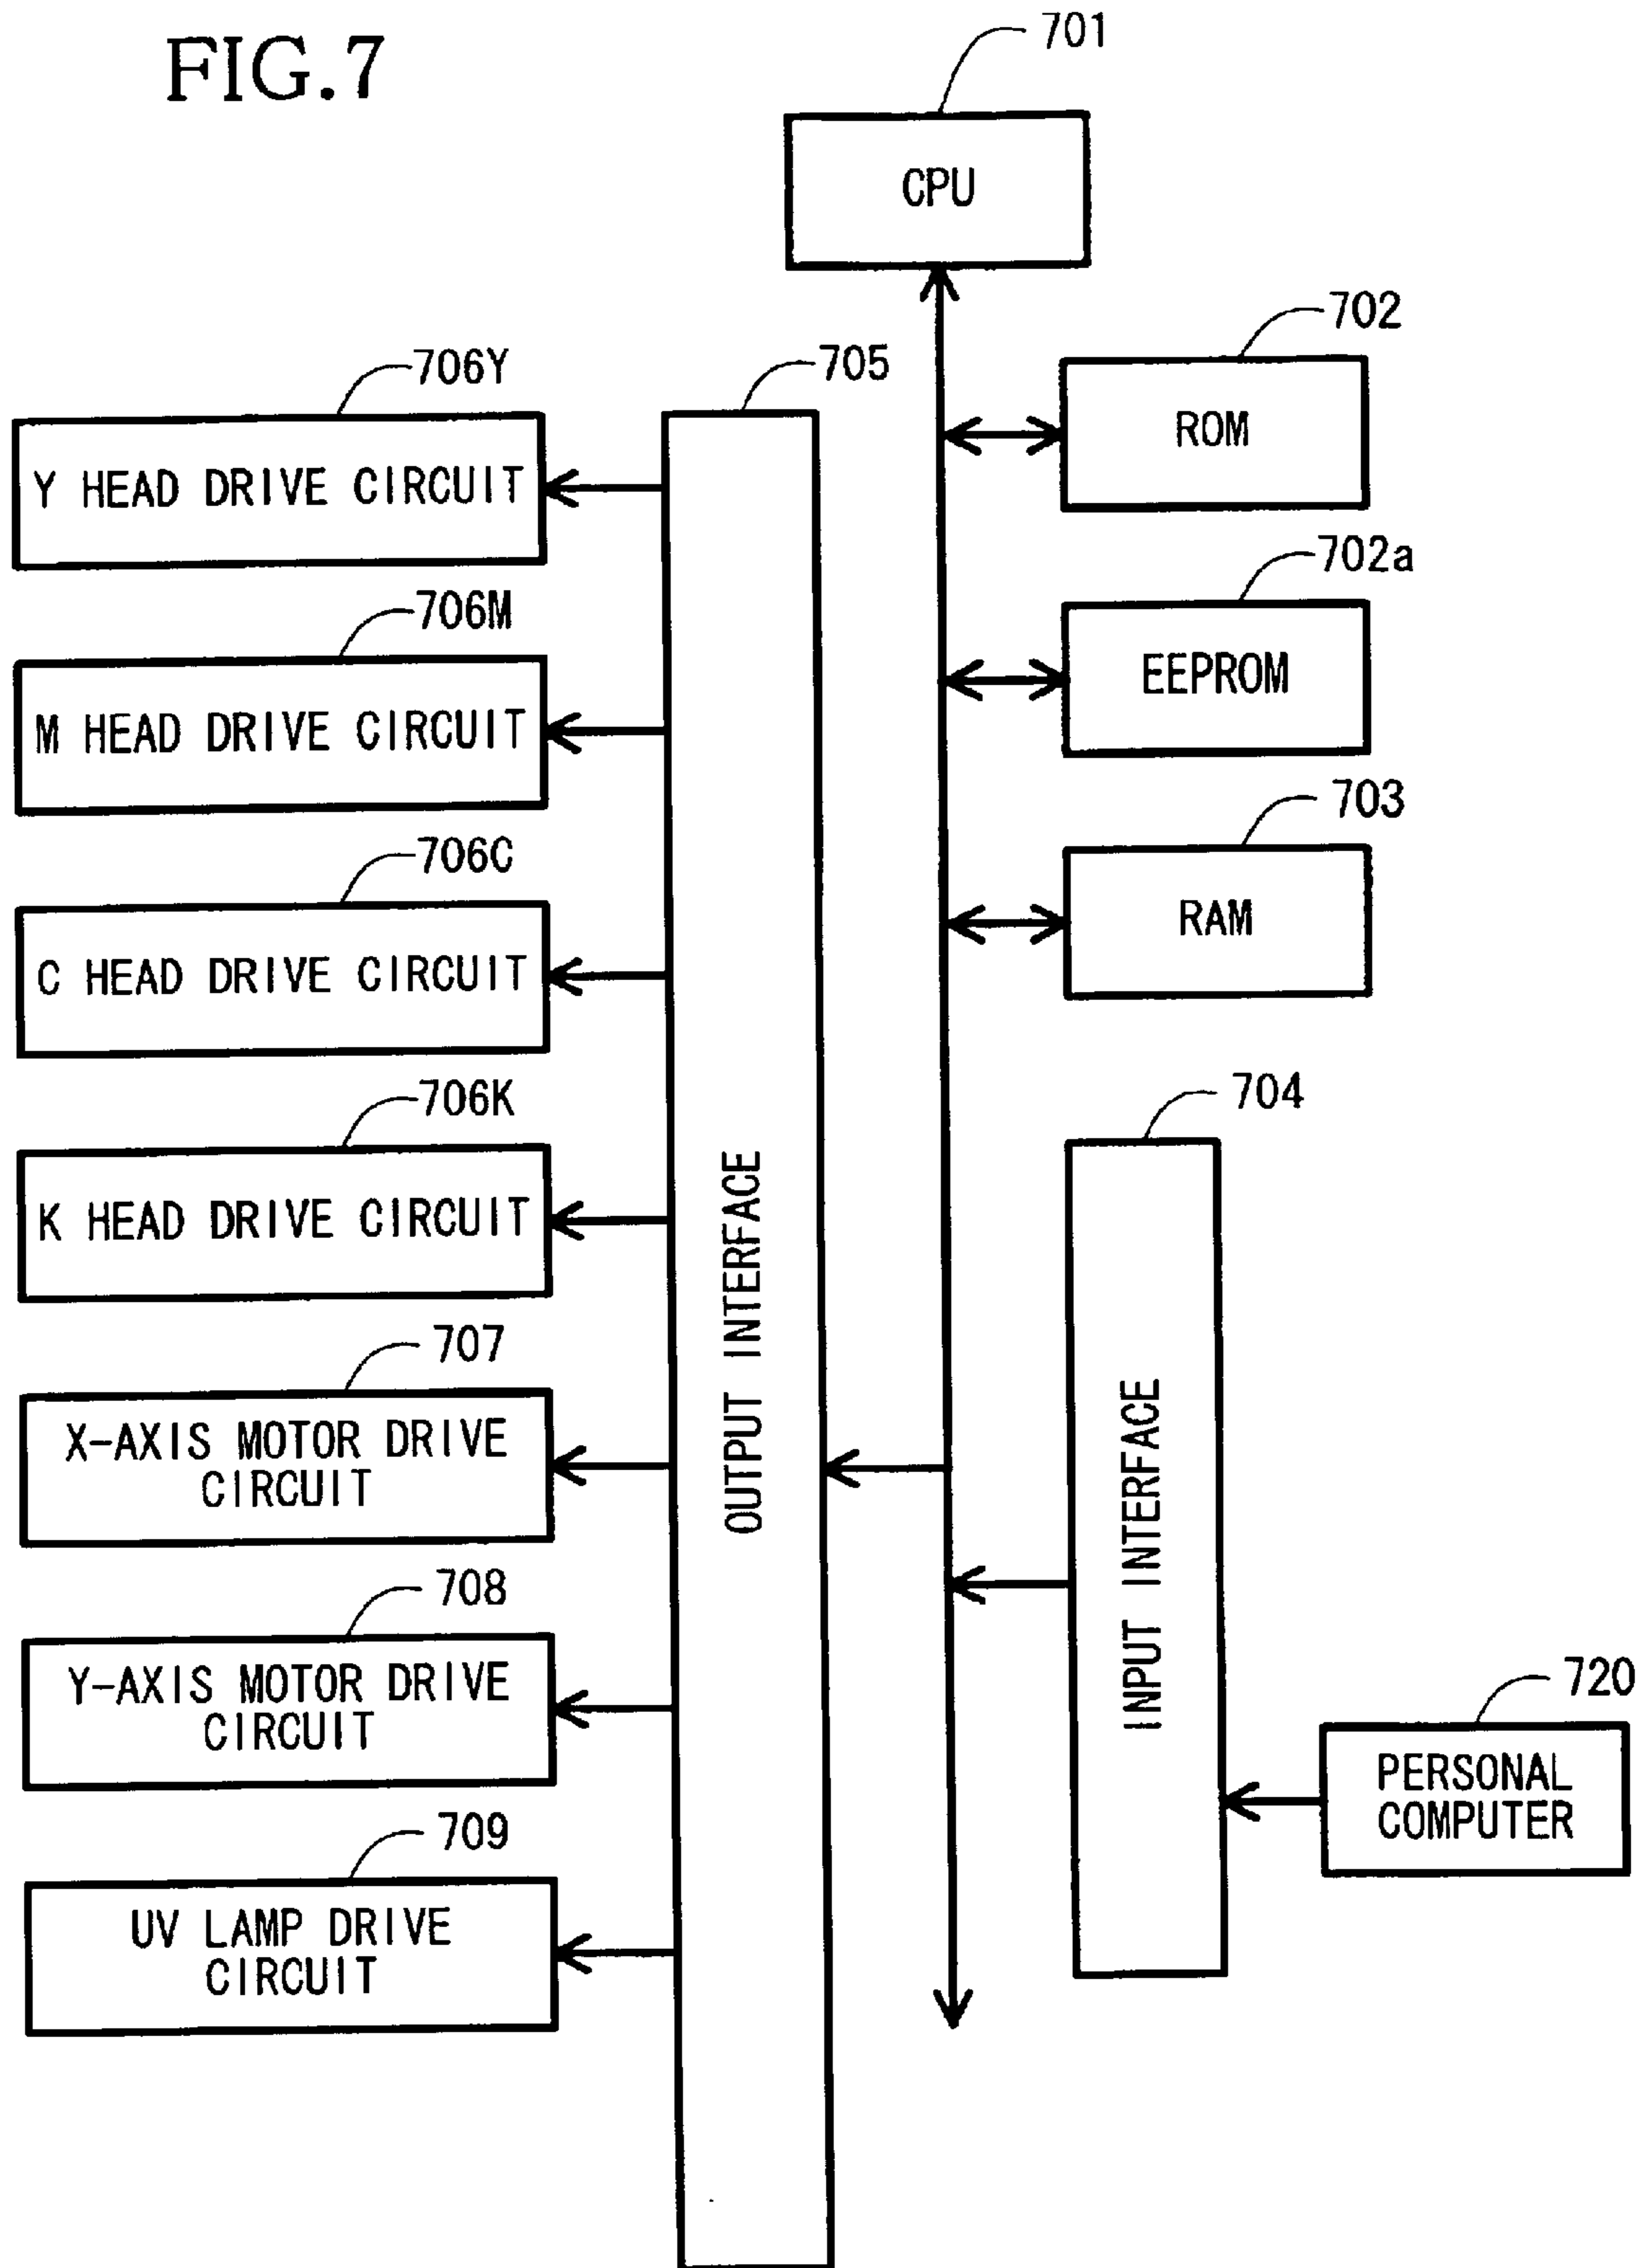 FIG.7
701
CPU
702
ROM
702a
EEPROM
703
RAM
704
INPUT INTERFACE
720
PERSONAL
COMPUTER
705
OUTPUT INTERFACE
706Y
Y HEAD DRIVE CIRCUIT
706M
M HEAD DRIVE CIRCUIT
706C
C HEAD DRIVE CIRCUIT
706K
K HEAD DRIVE CIRCUIT
707
X-AXIS MOTOR DRIVE
CIRCUIT
708
Y-AXIS MOTOR DRIVE
CIRCUIT
709
UV LAMP DRIVE
CIRCUIT